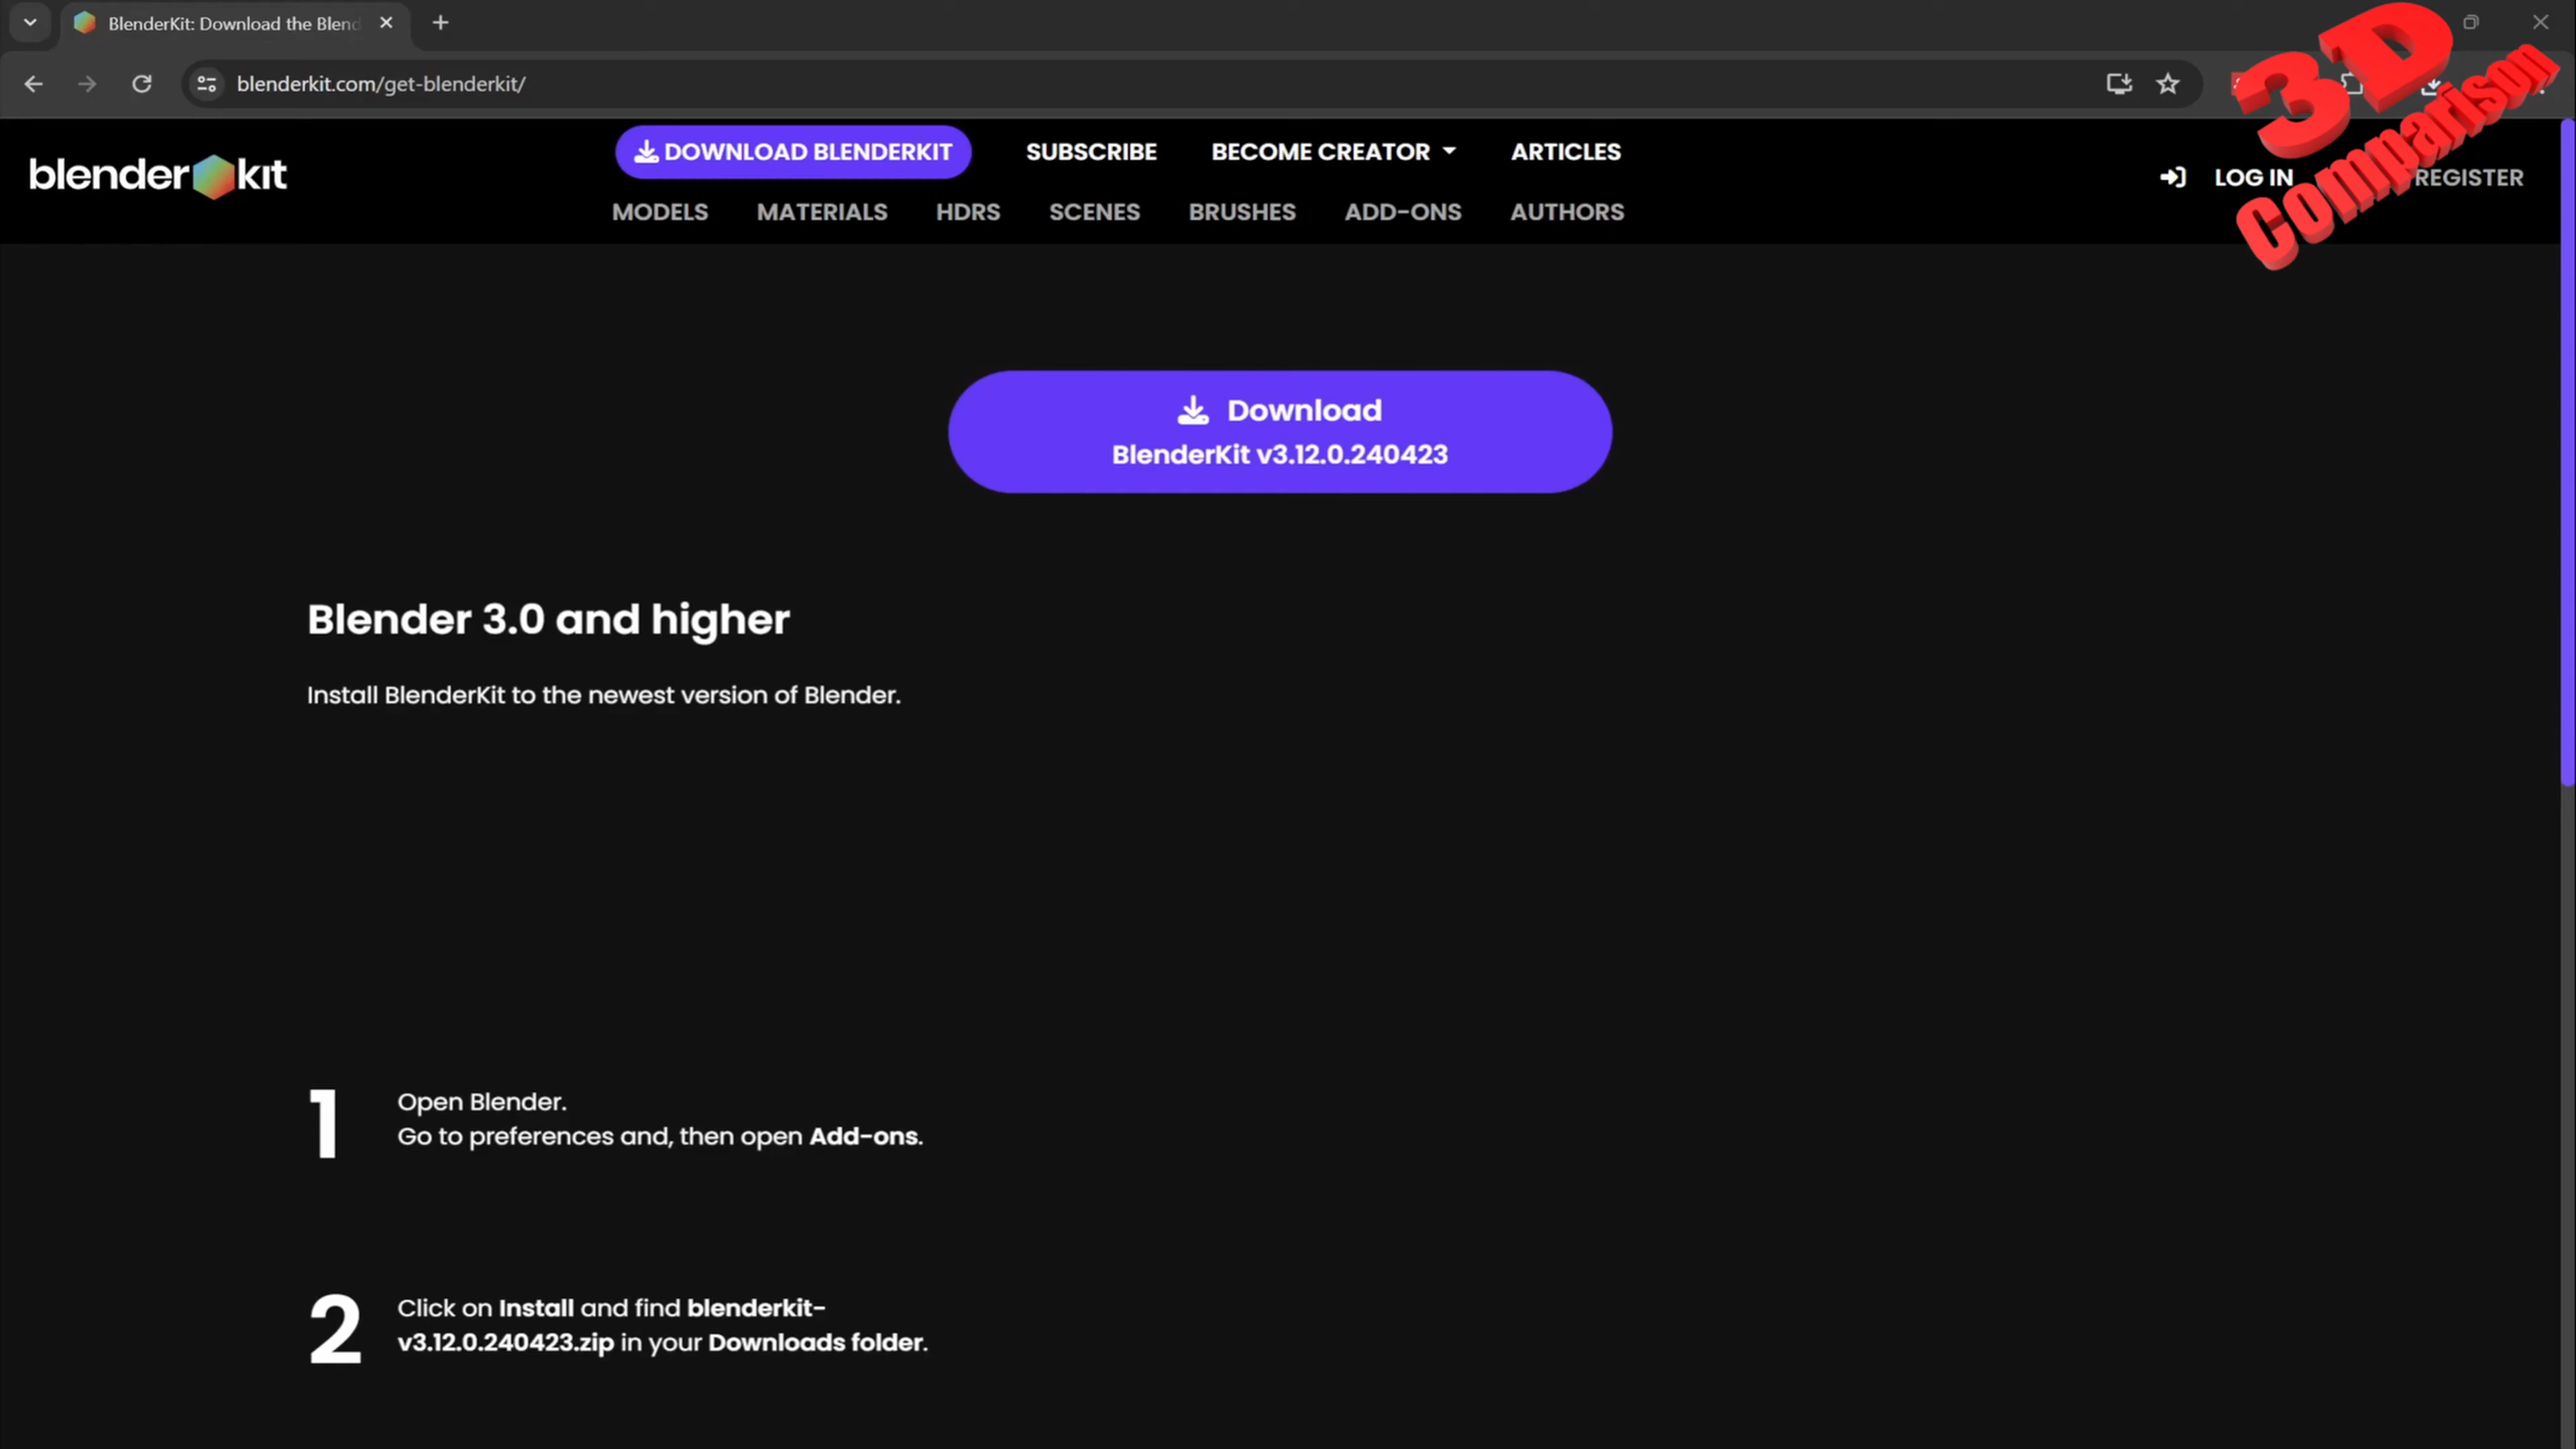 BlenderKit: Download the Blend
blenderkit.com/get-blenderkit/
3D
Comparison
blenderkit
DOWNLOAD BLENDERKIT
SUBSCRIBE
BECOME CREATOR
ARTICLES
LOG IN
REGISTER
MODELS
MATERIALS
HDRS
SCENES
BRUSHES
ADD-ONS
AUTHORS
Download
BlenderKit v3.12.0.240423
Blender 3.0 and higher
Install BlenderKit to the newest version of Blender.
1
Open Blender.
Go to preferences and, then open Add-ons.
2
Click on Install and find blenderkit-
v3.12.0.240423.zip in your Downloads folder.